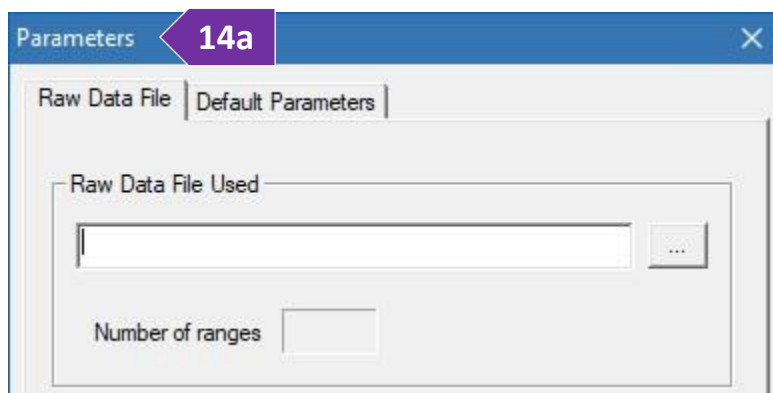 Parameters 14a
Raw Data File Default Parameters
Raw Data File Used
...
Number of ranges